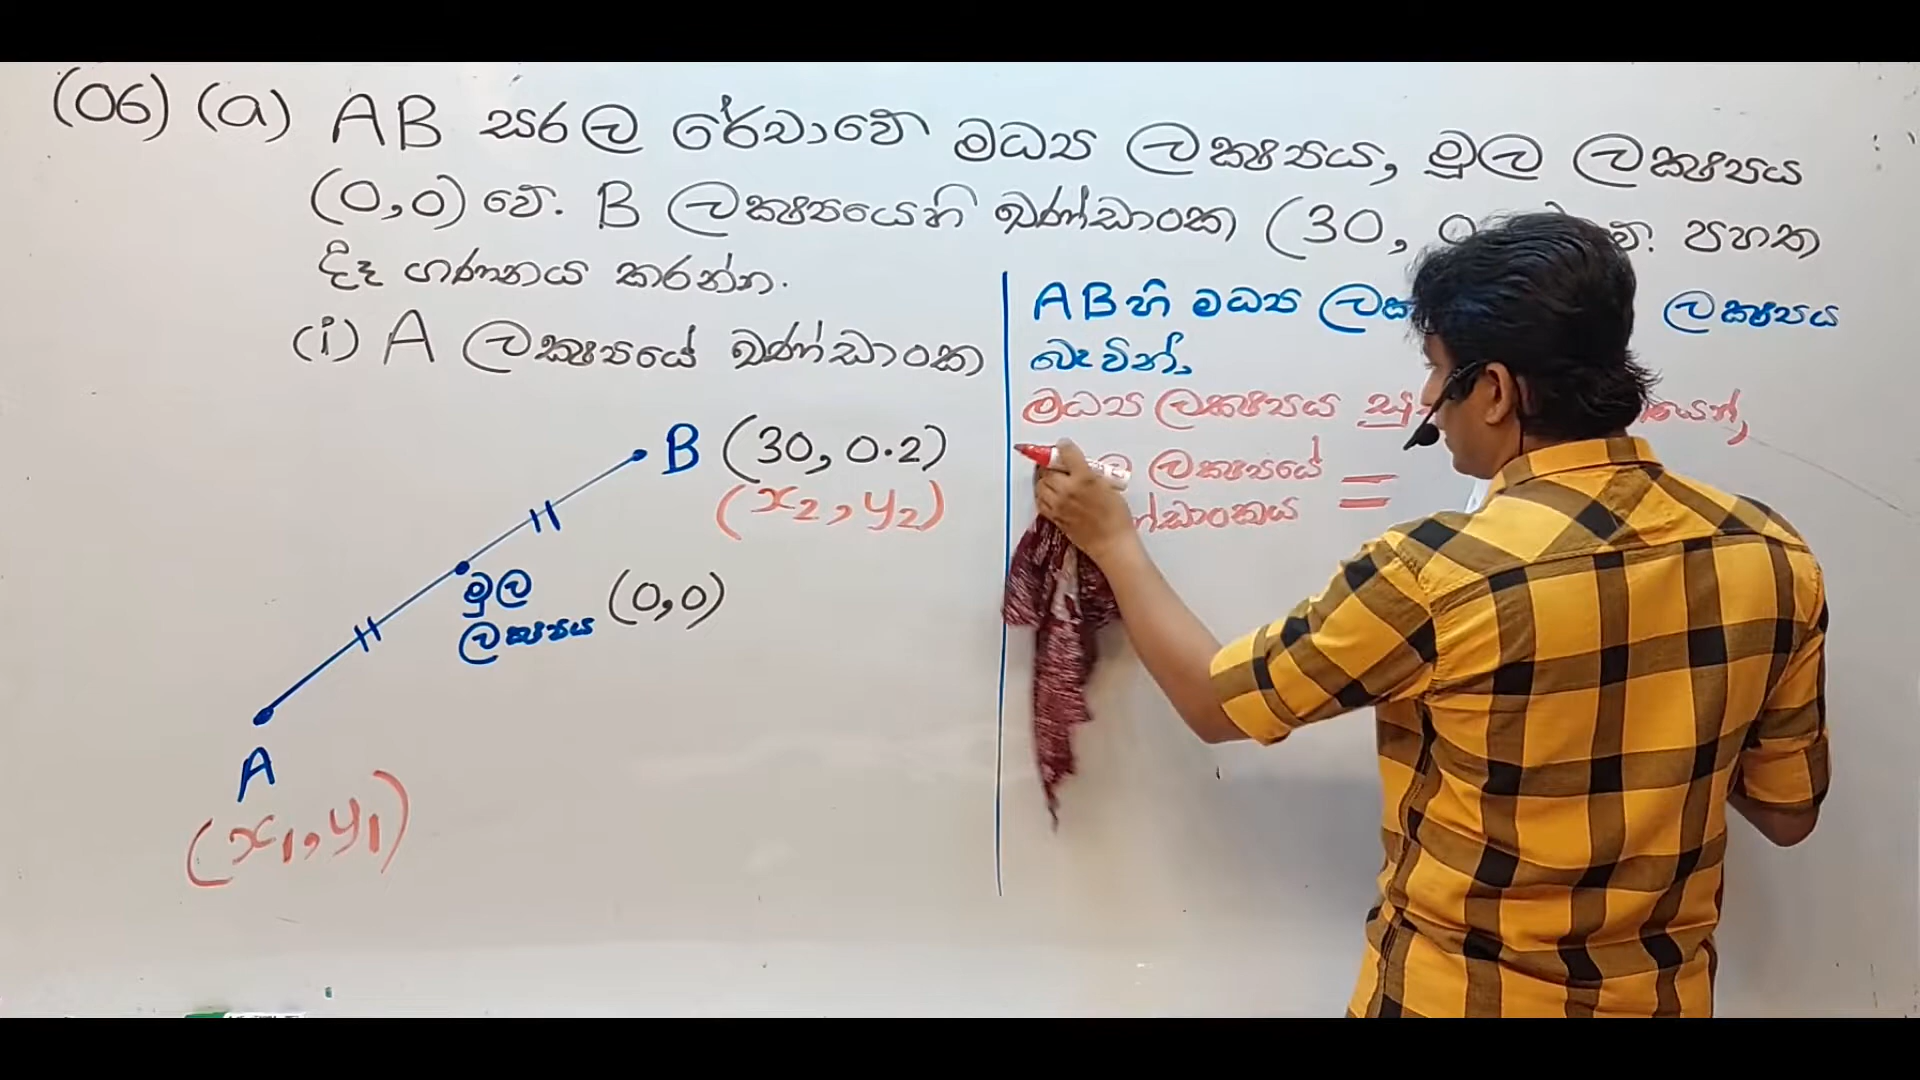 (06) (a) AB සරල රේඛාවේ මධ්‍ය ලක්ෂ්‍යය, මූල ලක්ෂ්‍යය
(0,0) වේ. B ලක්ෂ්‍යයෙහි ඛණ්ඩාංක (30, 0 වේ. පහත
දෑ ගණනය කරන්න.
(i) A ලක්ෂ්‍යයේ ඛණ්ඩාංක
B (30, 0.2)
(x₂, y₂)
මූල
ලක්ෂ්‍යය (0,0)
A
(x₁, y₁)
AB හි මධ්‍ය ලක්ෂ්‍යය
බැවින්,
මධ්‍ය ලක්ෂ්‍යය
ලක්ෂ්‍යයේ =